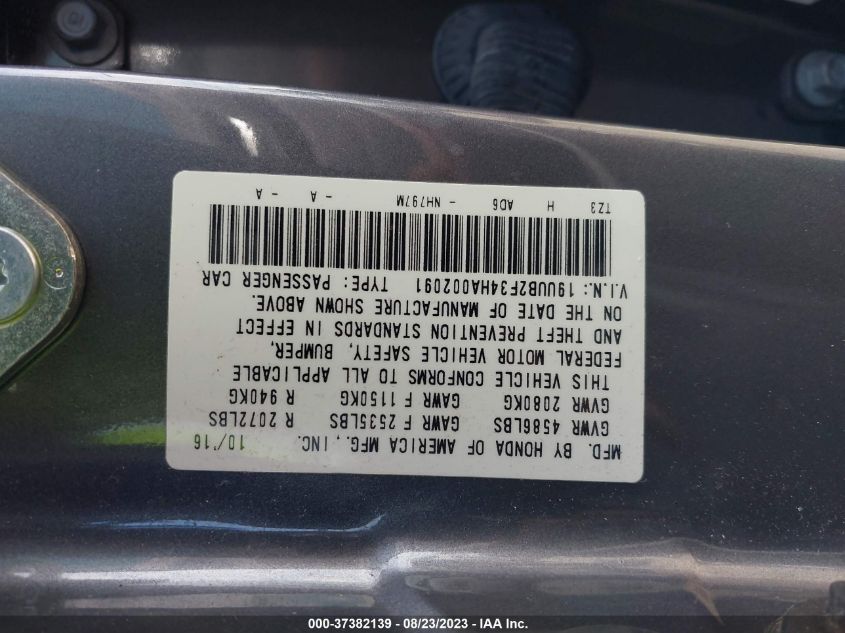 MFD. BY HONDA OF AMERICA MFG., INC. 10/'16
GVWR 4586LBS GAWR F 2535LBS R 2072LBS
GVWR 2080KG GAWR F 1150KG R 940KG
THIS VEHICLE CONFORMS TO ALL APPLICABLE
FEDERAL MOTOR VEHICLE SAFETY, BUMPER,
AND THEFT PREVENTION STANDARDS IN EFFECT
ON THE DATE OF MANUFACTURE SHOWN ABOVE.
V.I.N.: 19UUB2F34HA002091 TYPE: PASSENGER CAR
TZ3 H AD6 - NH797M - A - A
000-37382139 - 08/23/2023 - IAA Inc.